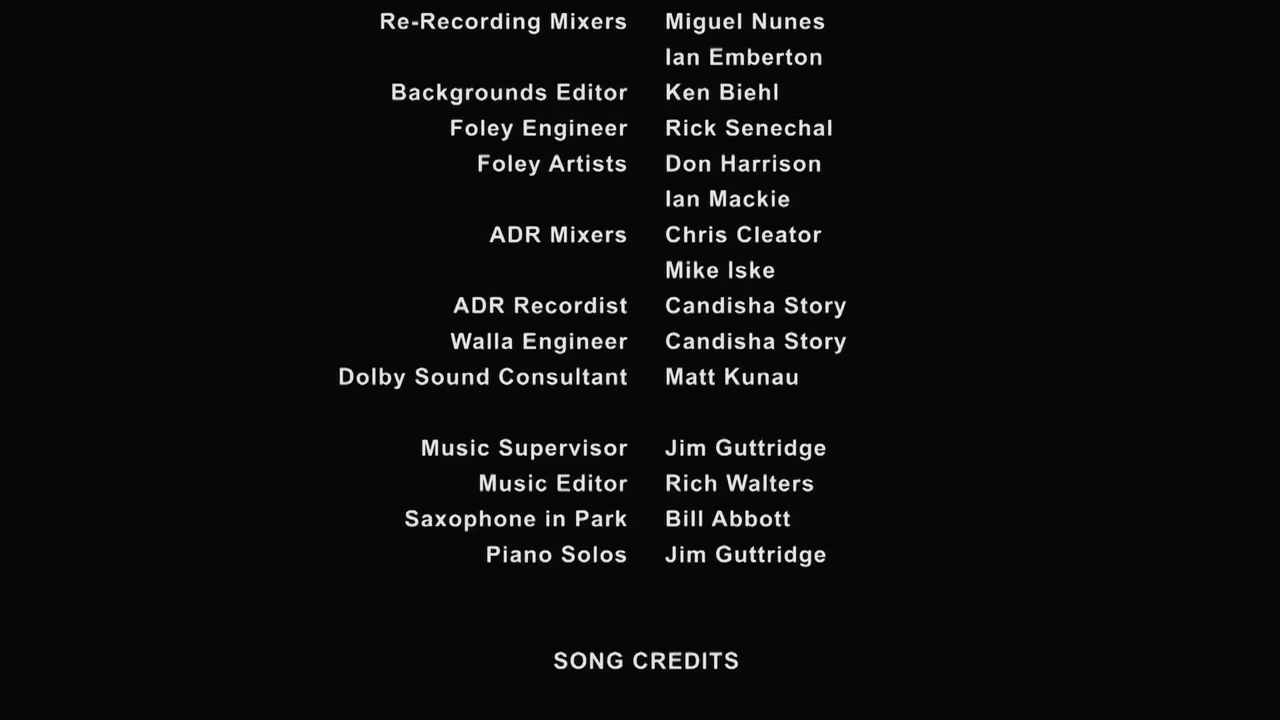 Re-Recording Mixers Miguel Nunes
Ian Emberton
Backgrounds Editor Ken Biehl
Foley Engineer Rick Senechal
Foley Artists Don Harrison
Ian Mackie
ADR Mixers Chris Cleator
Mike Iske
ADR Recordist Candisha Story
Walla Engineer Candisha Story
Dolby Sound Consultant Matt Kunau
Music Supervisor Jim Guttridge
Music Editor Rich Walters
Saxophone in Park Bill Abbott
Piano Solos Jim Guttridge
SONG CREDITS